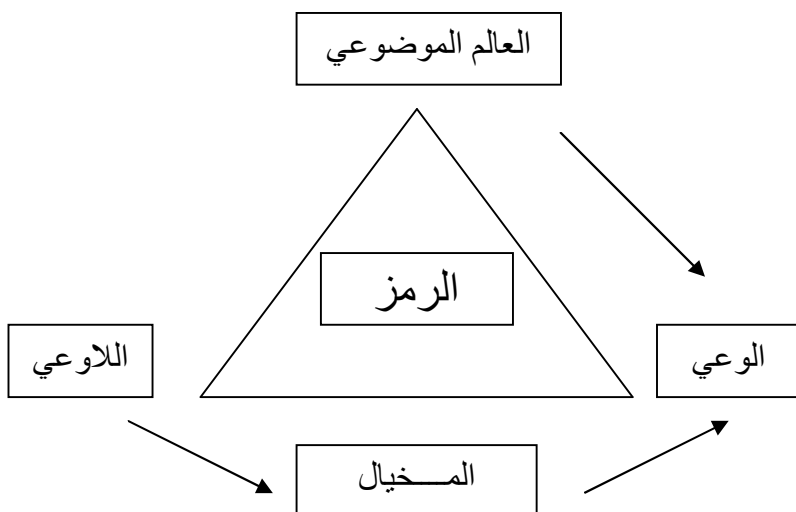 العالم الموضوعي
الرمز
الوعي
اللاوعي
المـــخيال